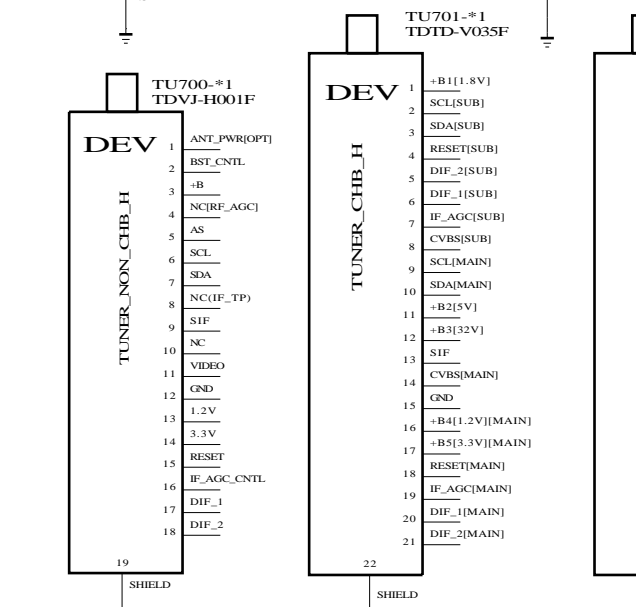 TU700-*1
TDVJ-H001F
DEV
TUNER_NON_CHB_H
1 ANT_PWR[OPT]
2 BST_CNTL
3 +B
4 NC[RF_AGC]
5 AS
6 SCL
7 SDA
8 NC(IF_TP)
9 SIF
10 NC
11 VIDEO
12 GND
13 1.2V
14 3.3V
15 RESET
16 IF_AGC_CNTL
17 DIF_1
18 DIF_2
19
SHIELD
TU701-*1
TDTD-V035F
DEV
TUNER_CHB_H
1 +B1[1.8V]
2 SCL[SUB]
3 SDA[SUB]
4 RESET[SUB]
5 DIF_2[SUB]
6 DIF_1[SUB]
7 IF_AGC[SUB]
8 CVBS[SUB]
9 SCL[MAIN]
10 SDA[MAIN]
11 +B2[5V]
12 +B3[32V]
13 SIF
14 CVBS[MAIN]
15 GND
16 +B4[1.2V][MAIN]
17 +B5[3.3V][MAIN]
18 RESET[MAIN]
19 IF_AGC[MAIN]
20 DIF_1[MAIN]
21 DIF_2[MAIN]
22
SHIELD